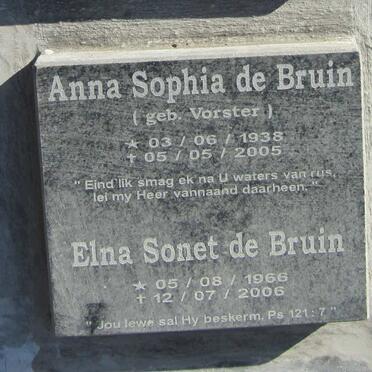 Anna Sophia de Bruin
( geb. Vorster )
★ 03 / 06 / 1938
✝ 05 / 05 / 2005
" Eind'lik smag ek na U waters van rus,
lei my Heer vannaand daarheen. "
Elna Sonet de Bruin
★ 05 / 08 / 1966
✝ 12 / 07 / 2006
" Jou lewe sal Hy beskerm. Ps 121 : 7 "